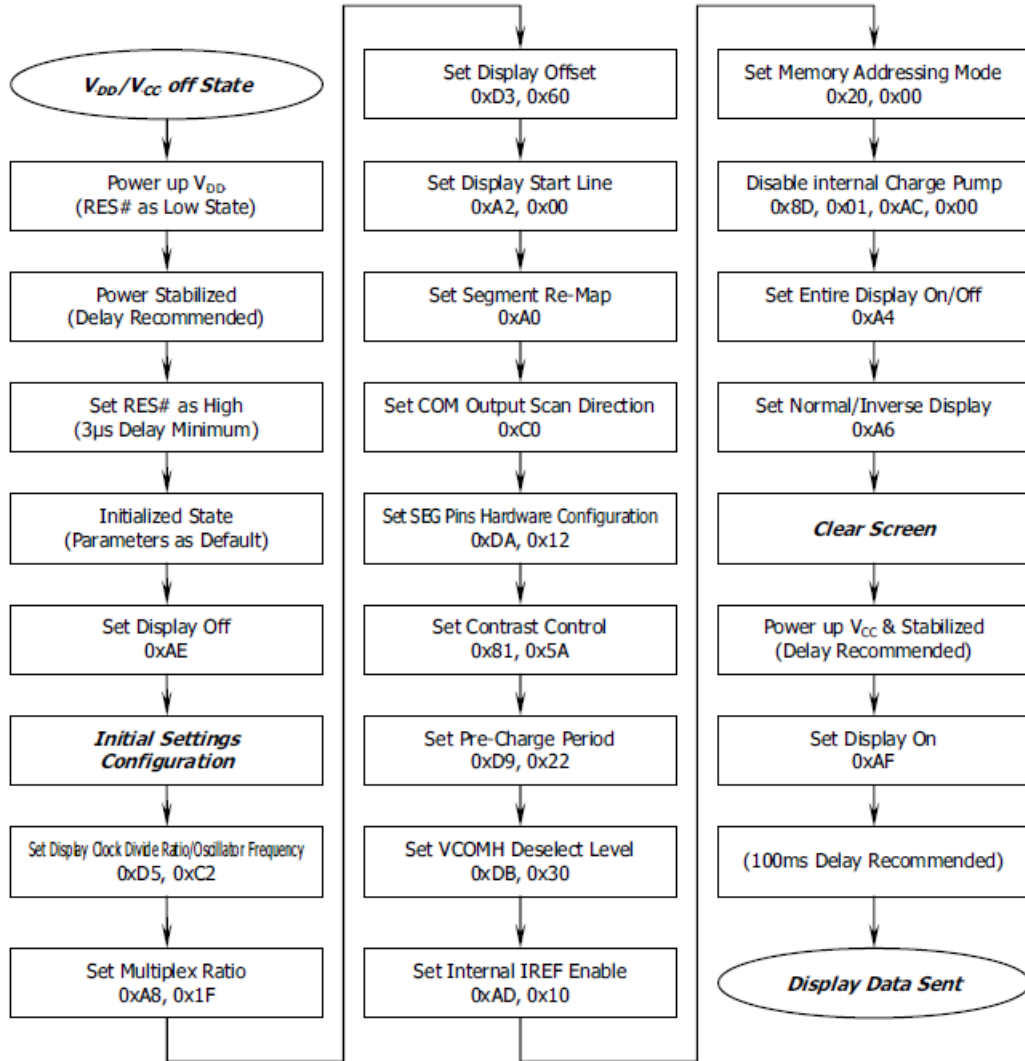 V_DD/V_CC off State
Power up V_DD
(RES# as Low State)
Power Stabilized
(Delay Recommended)
Set RES# as High
(3μs Delay Minimum)
Initialized State
(Parameters as Default)
Set Display Off
0xAE
Initial Settings
Configuration
Set Display Clock Divide Ratio/Oscillator Frequency
0xD5, 0xC2
Set Multiplex Ratio
0xA8, 0x1F
Set Display Offset
0xD3, 0x60
Set Display Start Line
0xA2, 0x00
Set Segment Re-Map
0xA0
Set COM Output Scan Direction
0xC0
Set SEG Pins Hardware Configuration
0xDA, 0x12
Set Contrast Control
0x81, 0x5A
Set Pre-Charge Period
0xD9, 0x22
Set VCOMH Deselect Level
0xDB, 0x30
Set Internal IREF Enable
0xAD, 0x10
Set Memory Addressing Mode
0x20, 0x00
Disable internal Charge Pump
0x8D, 0x01, 0xAC, 0x00
Set Entire Display On/Off
0xA4
Set Normal/Inverse Display
0xA6
Clear Screen
Power up V_CC & Stabilized
(Delay Recommended)
Set Display On
0xAF
(100ms Delay Recommended)
Display Data Sent